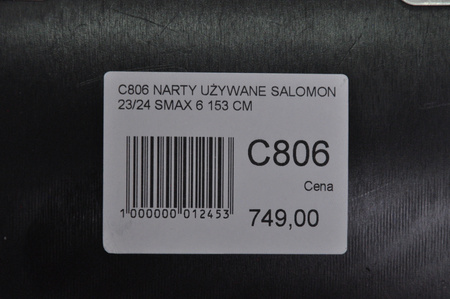 C806 NARTY UŻYWANE SALOMON
23/24 SMAX 6 153 CM
C806
Cena
1 000000 012453
749,00